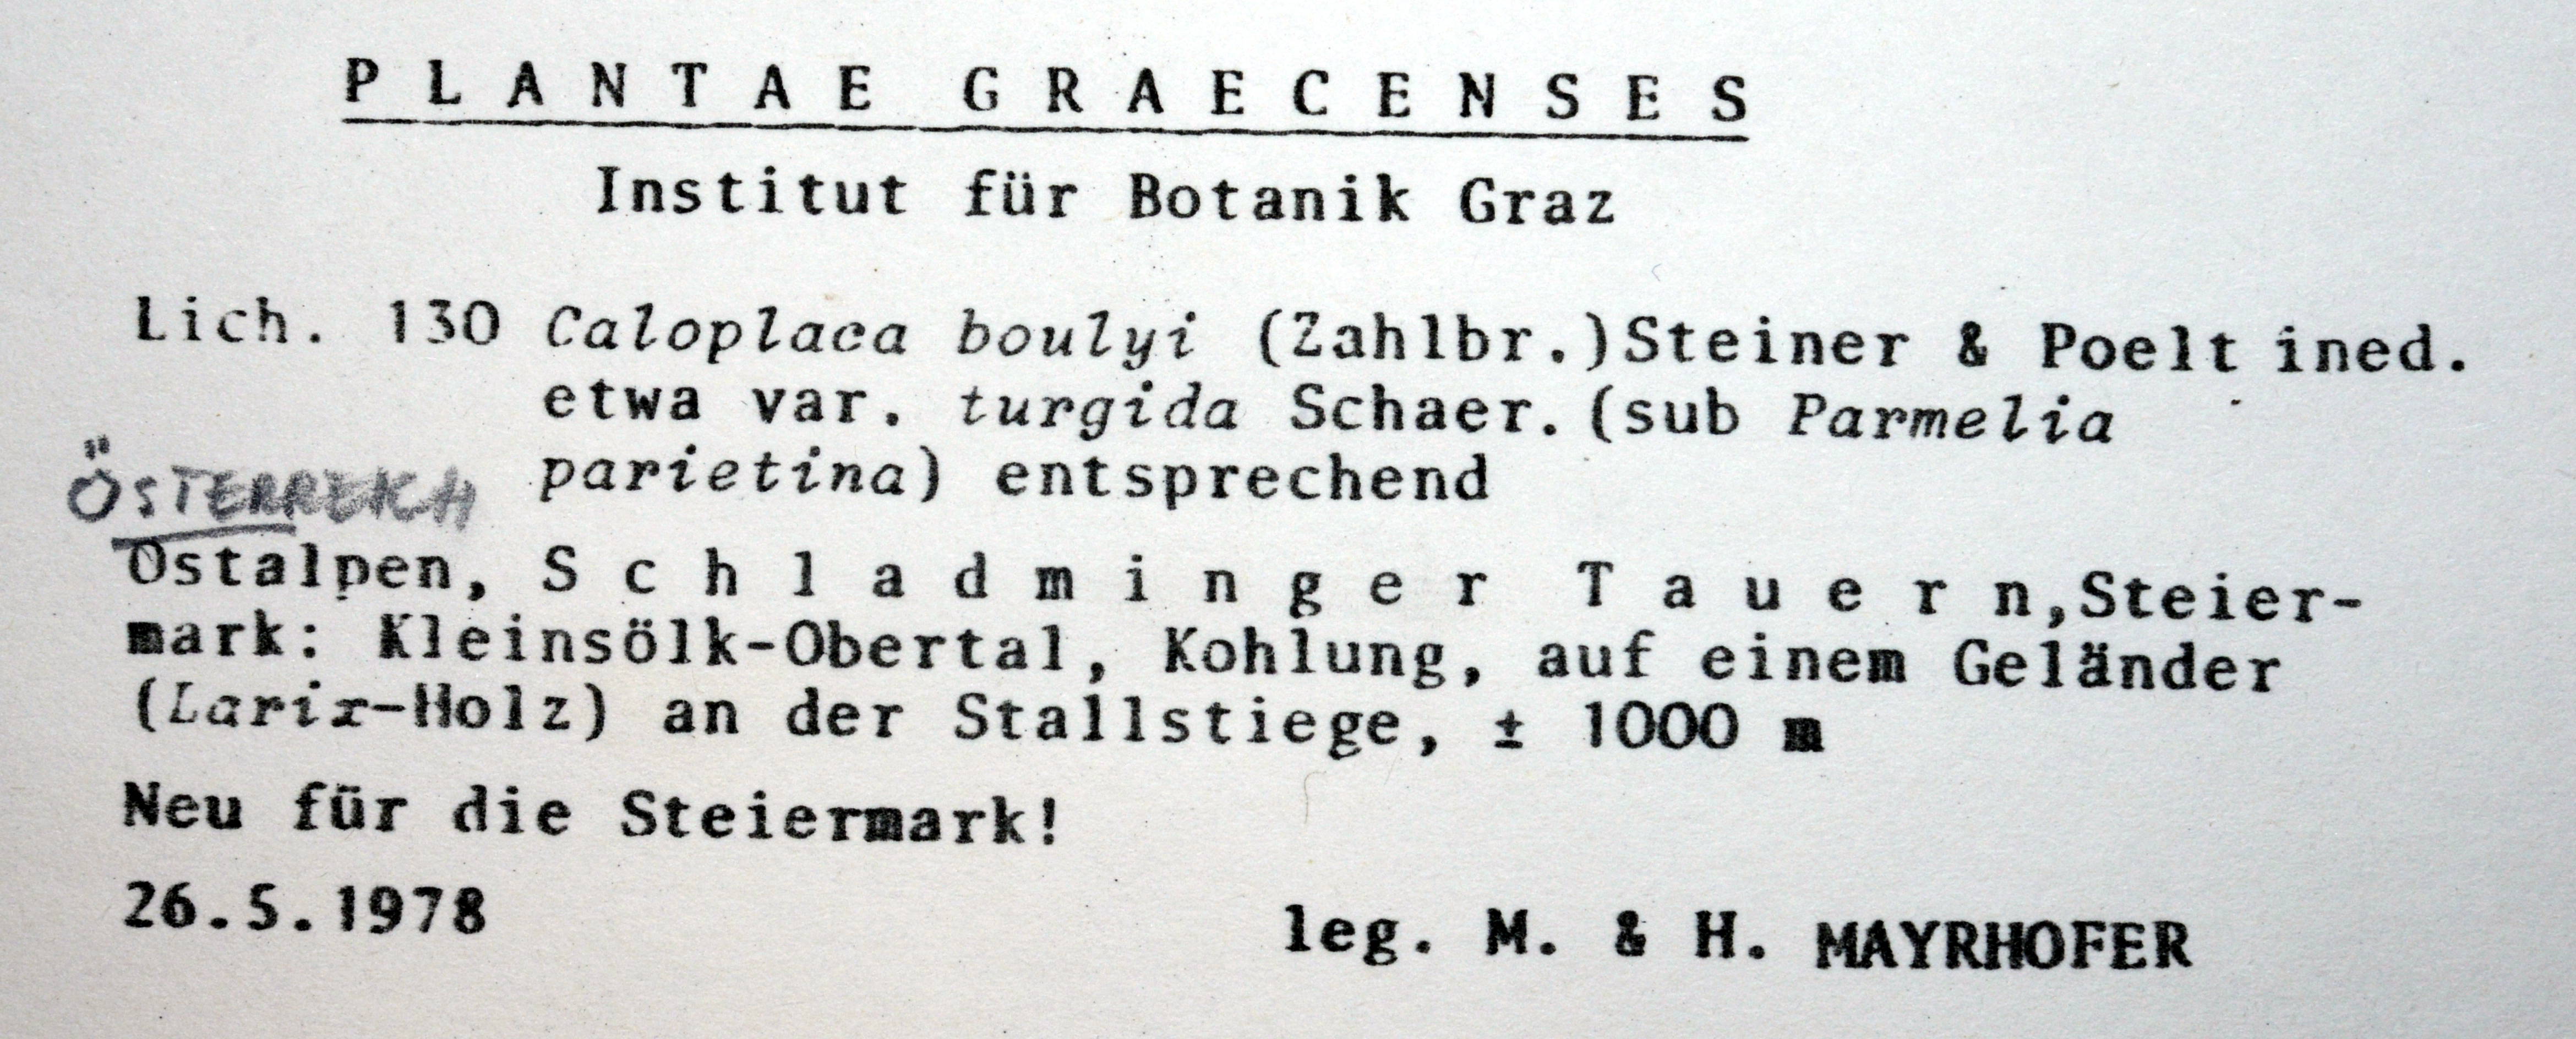 PLANTAE GRAECENSES
Institut für Botanik Graz
Lich. 130 Caloplaca boulyi (Zahlbr.)Steiner & Poelt ined.
etwa var. turgida Schaer.(sub Parmelia
parietina) entsprechend
ÖSTERREICH
Ostalpen, Schladminger Tauern,Steier-
mark: Kleinsölk-Obertal, Kohlung, auf einem Geländer
(Larix-Holz) an der Stallstiege, ± 1000 m
Neu für die Steiermark!
26.5.1978
leg. M. & H. MAYRHOFER